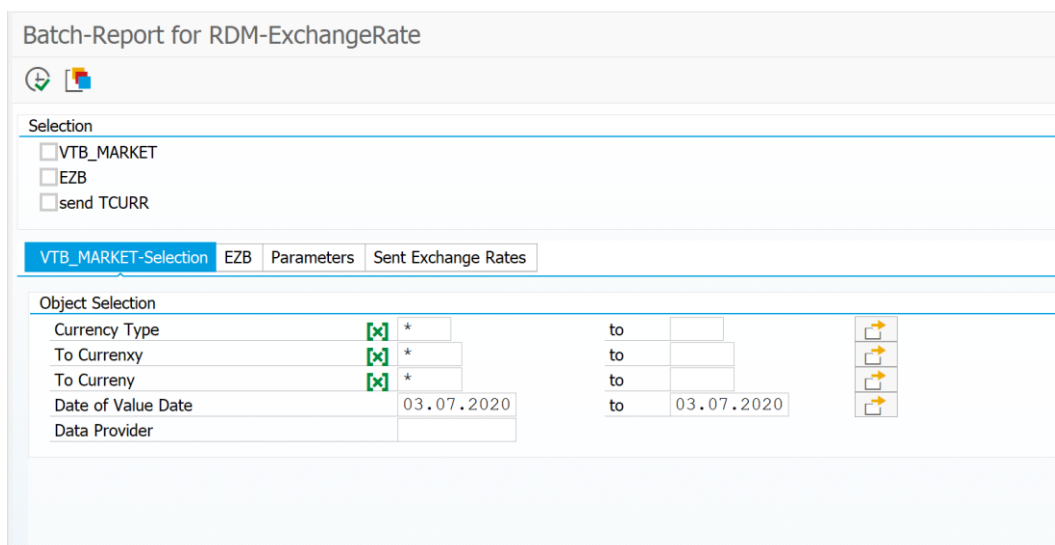 Batch-Report for RDM-ExchangeRate
Selection
VTB_MARKET
EZB
send TCURR
VTB_MARKET-Selection EZB Parameters Sent Exchange Rates
Object Selection
Currency Type * to
To Currenxy * to
To Curreny * to
Date of Value Date 03.07.2020 to 03.07.2020
Data Provider